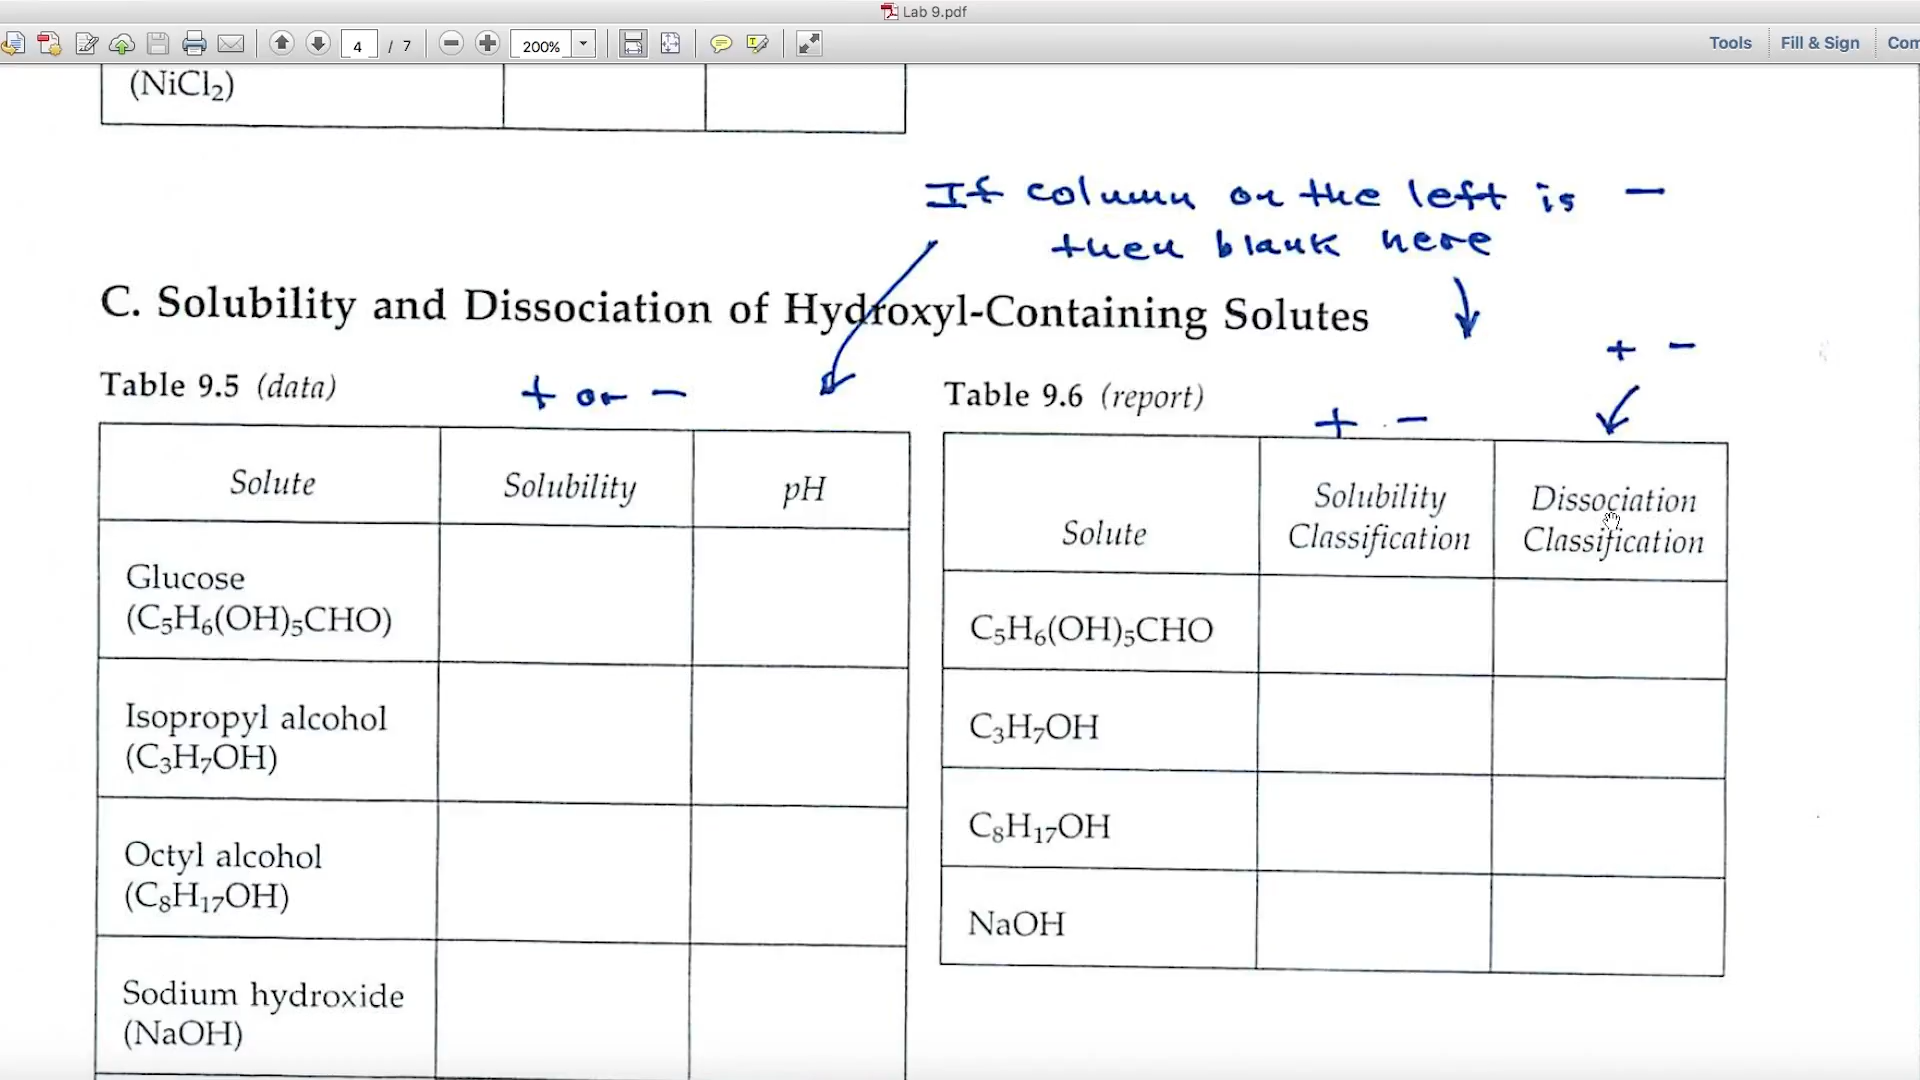 Lab 9.pdf
4 / 7 200% Tools Fill & Sign Com
(NiCl₂)
If column on the left is −
then blank here
C. Solubility and Dissociation of Hydroxyl-Containing Solutes
+ −
Table 9.5 (data) + or −
Solute Solubility pH
Glucose
(C₅H₆(OH)₅CHO)
Isopropyl alcohol
(C₃H₇OH)
Octyl alcohol
(C₈H₁₇OH)
Sodium hydroxide
(NaOH)
Table 9.6 (report)
+ −
Solute Solubility Classification Dissociation Classification
C₅H₆(OH)₅CHO
C₃H₇OH
C₈H₁₇OH
NaOH